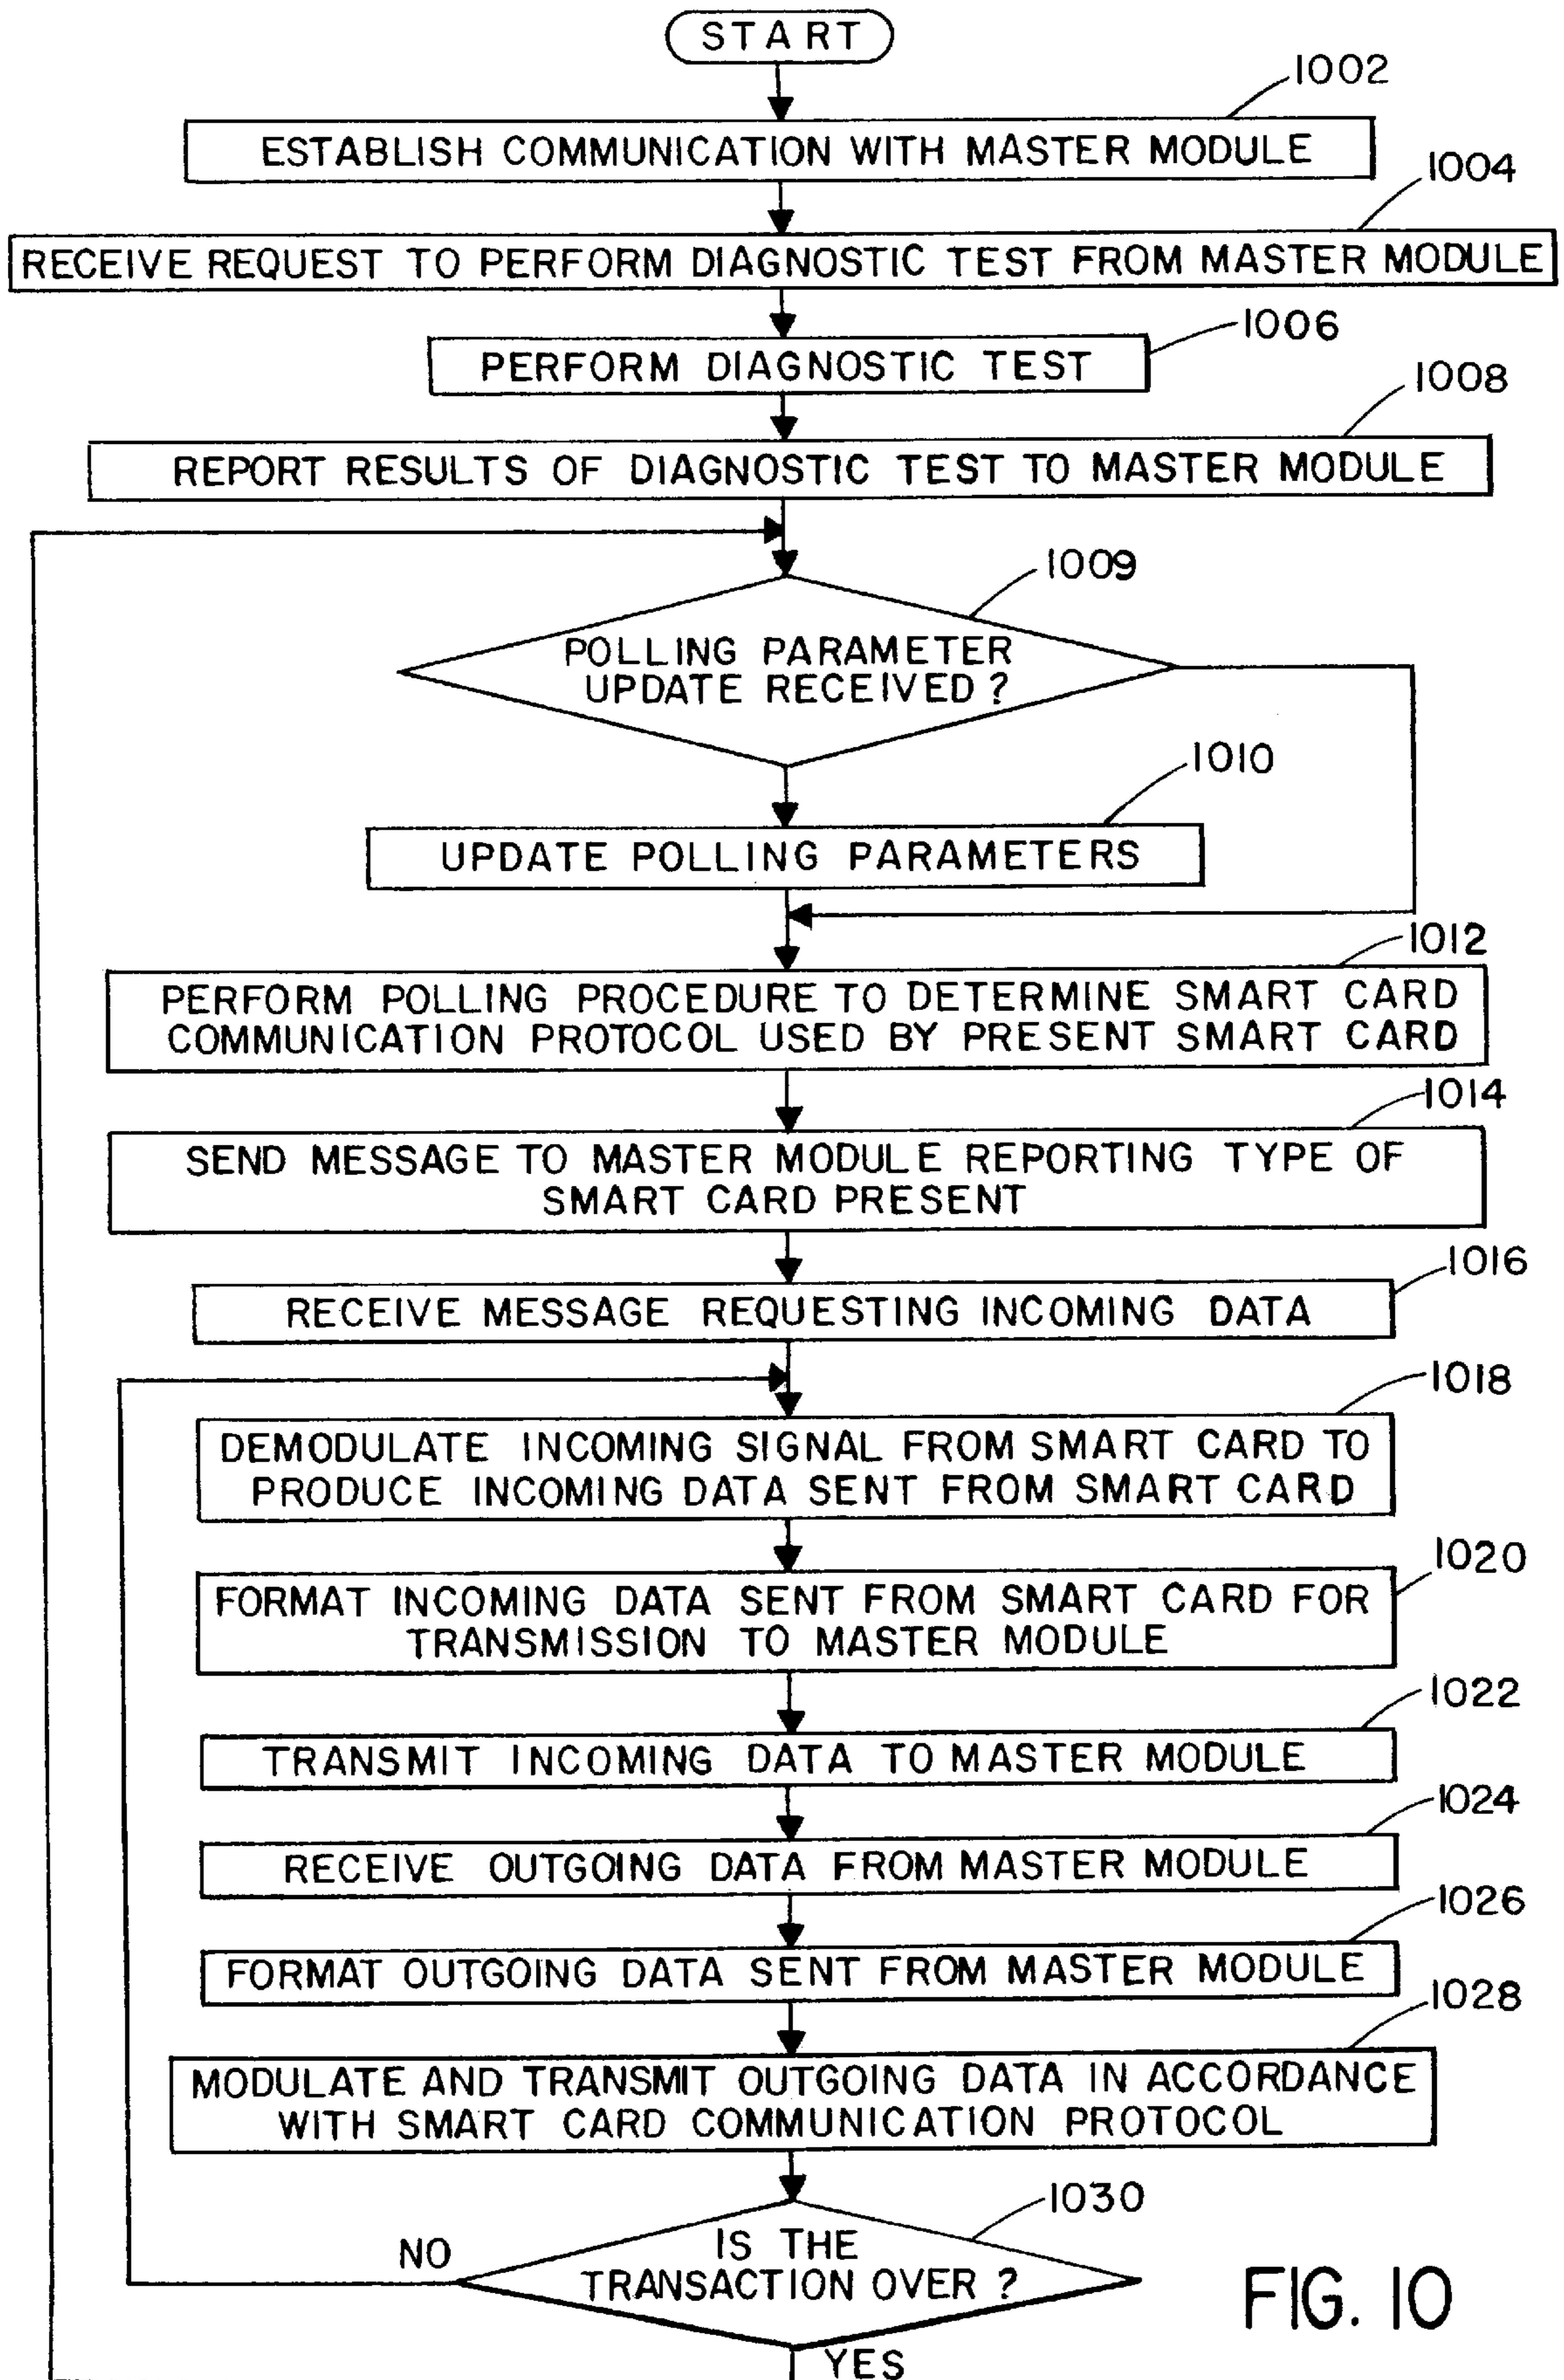 START
1002
ESTABLISH COMMUNICATION WITH MASTER MODULE
1004
RECEIVE REQUEST TO PERFORM DIAGNOSTIC TEST FROM MASTER MODULE
1006
PERFORM DIAGNOSTIC TEST
1008
REPORT RESULTS OF DIAGNOSTIC TEST TO MASTER MODULE
1009
POLLING PARAMETER
UPDATE RECEIVED ?
1010
UPDATE POLLING PARAMETERS
1012
PERFORM POLLING PROCEDURE TO DETERMINE SMART CARD
COMMUNICATION PROTOCOL USED BY PRESENT SMART CARD
1014
SEND MESSAGE TO MASTER MODULE REPORTING TYPE OF
SMART CARD PRESENT
1016
RECEIVE MESSAGE REQUESTING INCOMING DATA
1018
DEMODULATE INCOMING SIGNAL FROM SMART CARD TO
PRODUCE INCOMING DATA SENT FROM SMART CARD
1020
FORMAT INCOMING DATA SENT FROM SMART CARD FOR
TRANSMISSION TO MASTER MODULE
1022
TRANSMIT INCOMING DATA TO MASTER MODULE
1024
RECEIVE OUTGOING DATA FROM MASTER MODULE
1026
FORMAT OUTGOING DATA SENT FROM MASTER MODULE
1028
MODULATE AND TRANSMIT OUTGOING DATA IN ACCORDANCE
WITH SMART CARD COMMUNICATION PROTOCOL
1030
NO
IS THE
TRANSACTION OVER ?
YES
FIG. 10